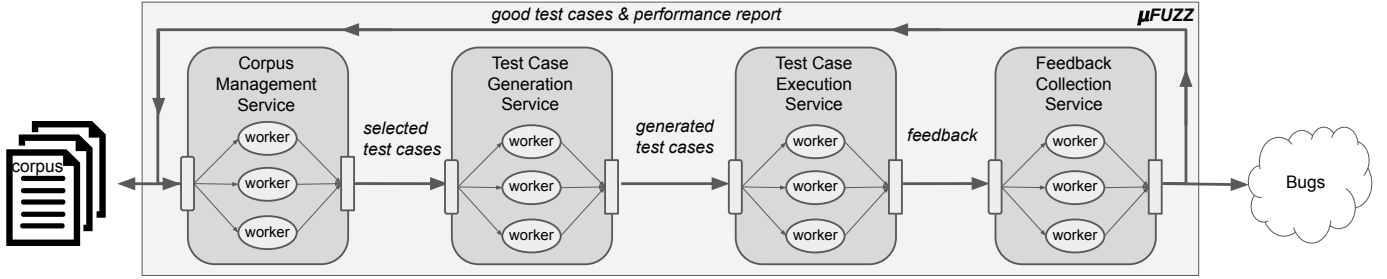 good test cases & performance report
µFUZZ
Corpus
Management
Service
worker
worker
worker
selected
test cases
Test Case
Generation
Service
worker
worker
worker
generated
test cases
Test Case
Execution
Service
worker
worker
worker
feedback
Feedback
Collection
Service
worker
worker
worker
corpus
Bugs